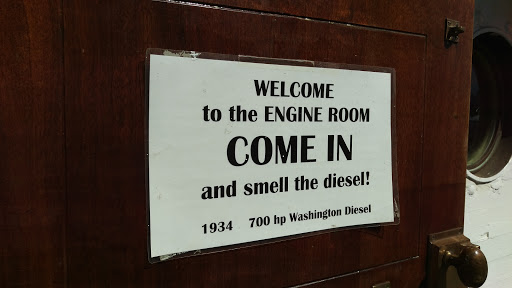 WELCOME
to the ENGINE ROOM
COME IN
and smell the diesel!
1934 700 hp Washington Diesel